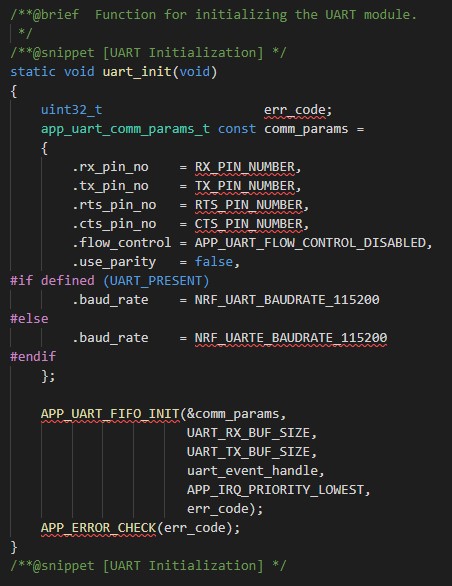 /**@brief  Function for initializing the UART module.
 */
/**@snippet [UART Initialization] */
static void uart_init(void)
{
    uint32_t                     err_code;
    app_uart_comm_params_t const comm_params =
    {
        .rx_pin_no    = RX_PIN_NUMBER,
        .tx_pin_no    = TX_PIN_NUMBER,
        .rts_pin_no   = RTS_PIN_NUMBER,
        .cts_pin_no   = CTS_PIN_NUMBER,
        .flow_control = APP_UART_FLOW_CONTROL_DISABLED,
        .use_parity   = false,
#if defined (UART_PRESENT)
        .baud_rate    = NRF_UART_BAUDRATE_115200
#else
        .baud_rate    = NRF_UARTE_BAUDRATE_115200
#endif
    };

    APP_UART_FIFO_INIT(&comm_params,
                       UART_RX_BUF_SIZE,
                       UART_TX_BUF_SIZE,
                       uart_event_handle,
                       APP_IRQ_PRIORITY_LOWEST,
                       err_code);
    APP_ERROR_CHECK(err_code);
}
/**@snippet [UART Initialization] */